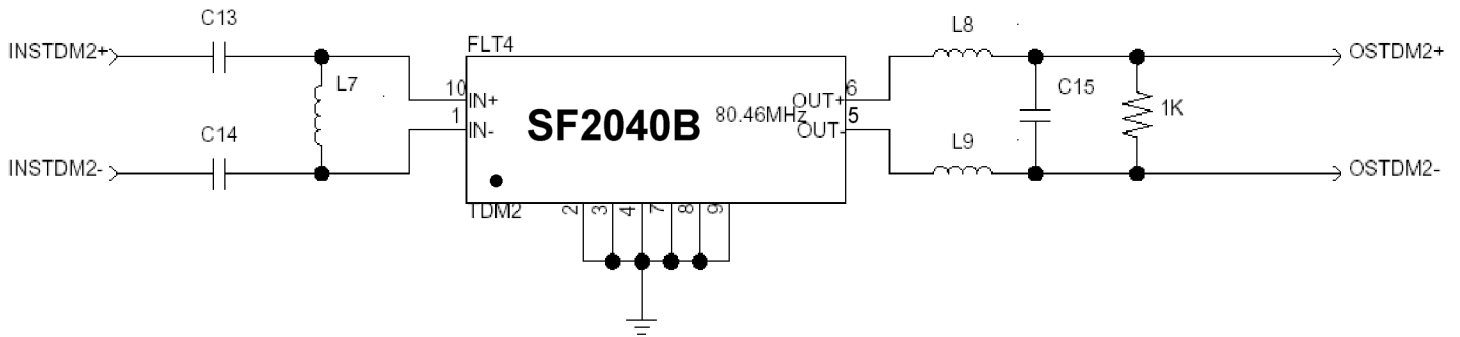 C13
L8
INSTDM2+
FLT4
OSTDM2+
L7
C15
10
IN+
OUT+
6
SF2040B
80.46MHz
1K
1
IN-
OUT-
5
C14
L9
INSTDM2-
OSTDM2-
TDM2
2
3
4
7
8
9